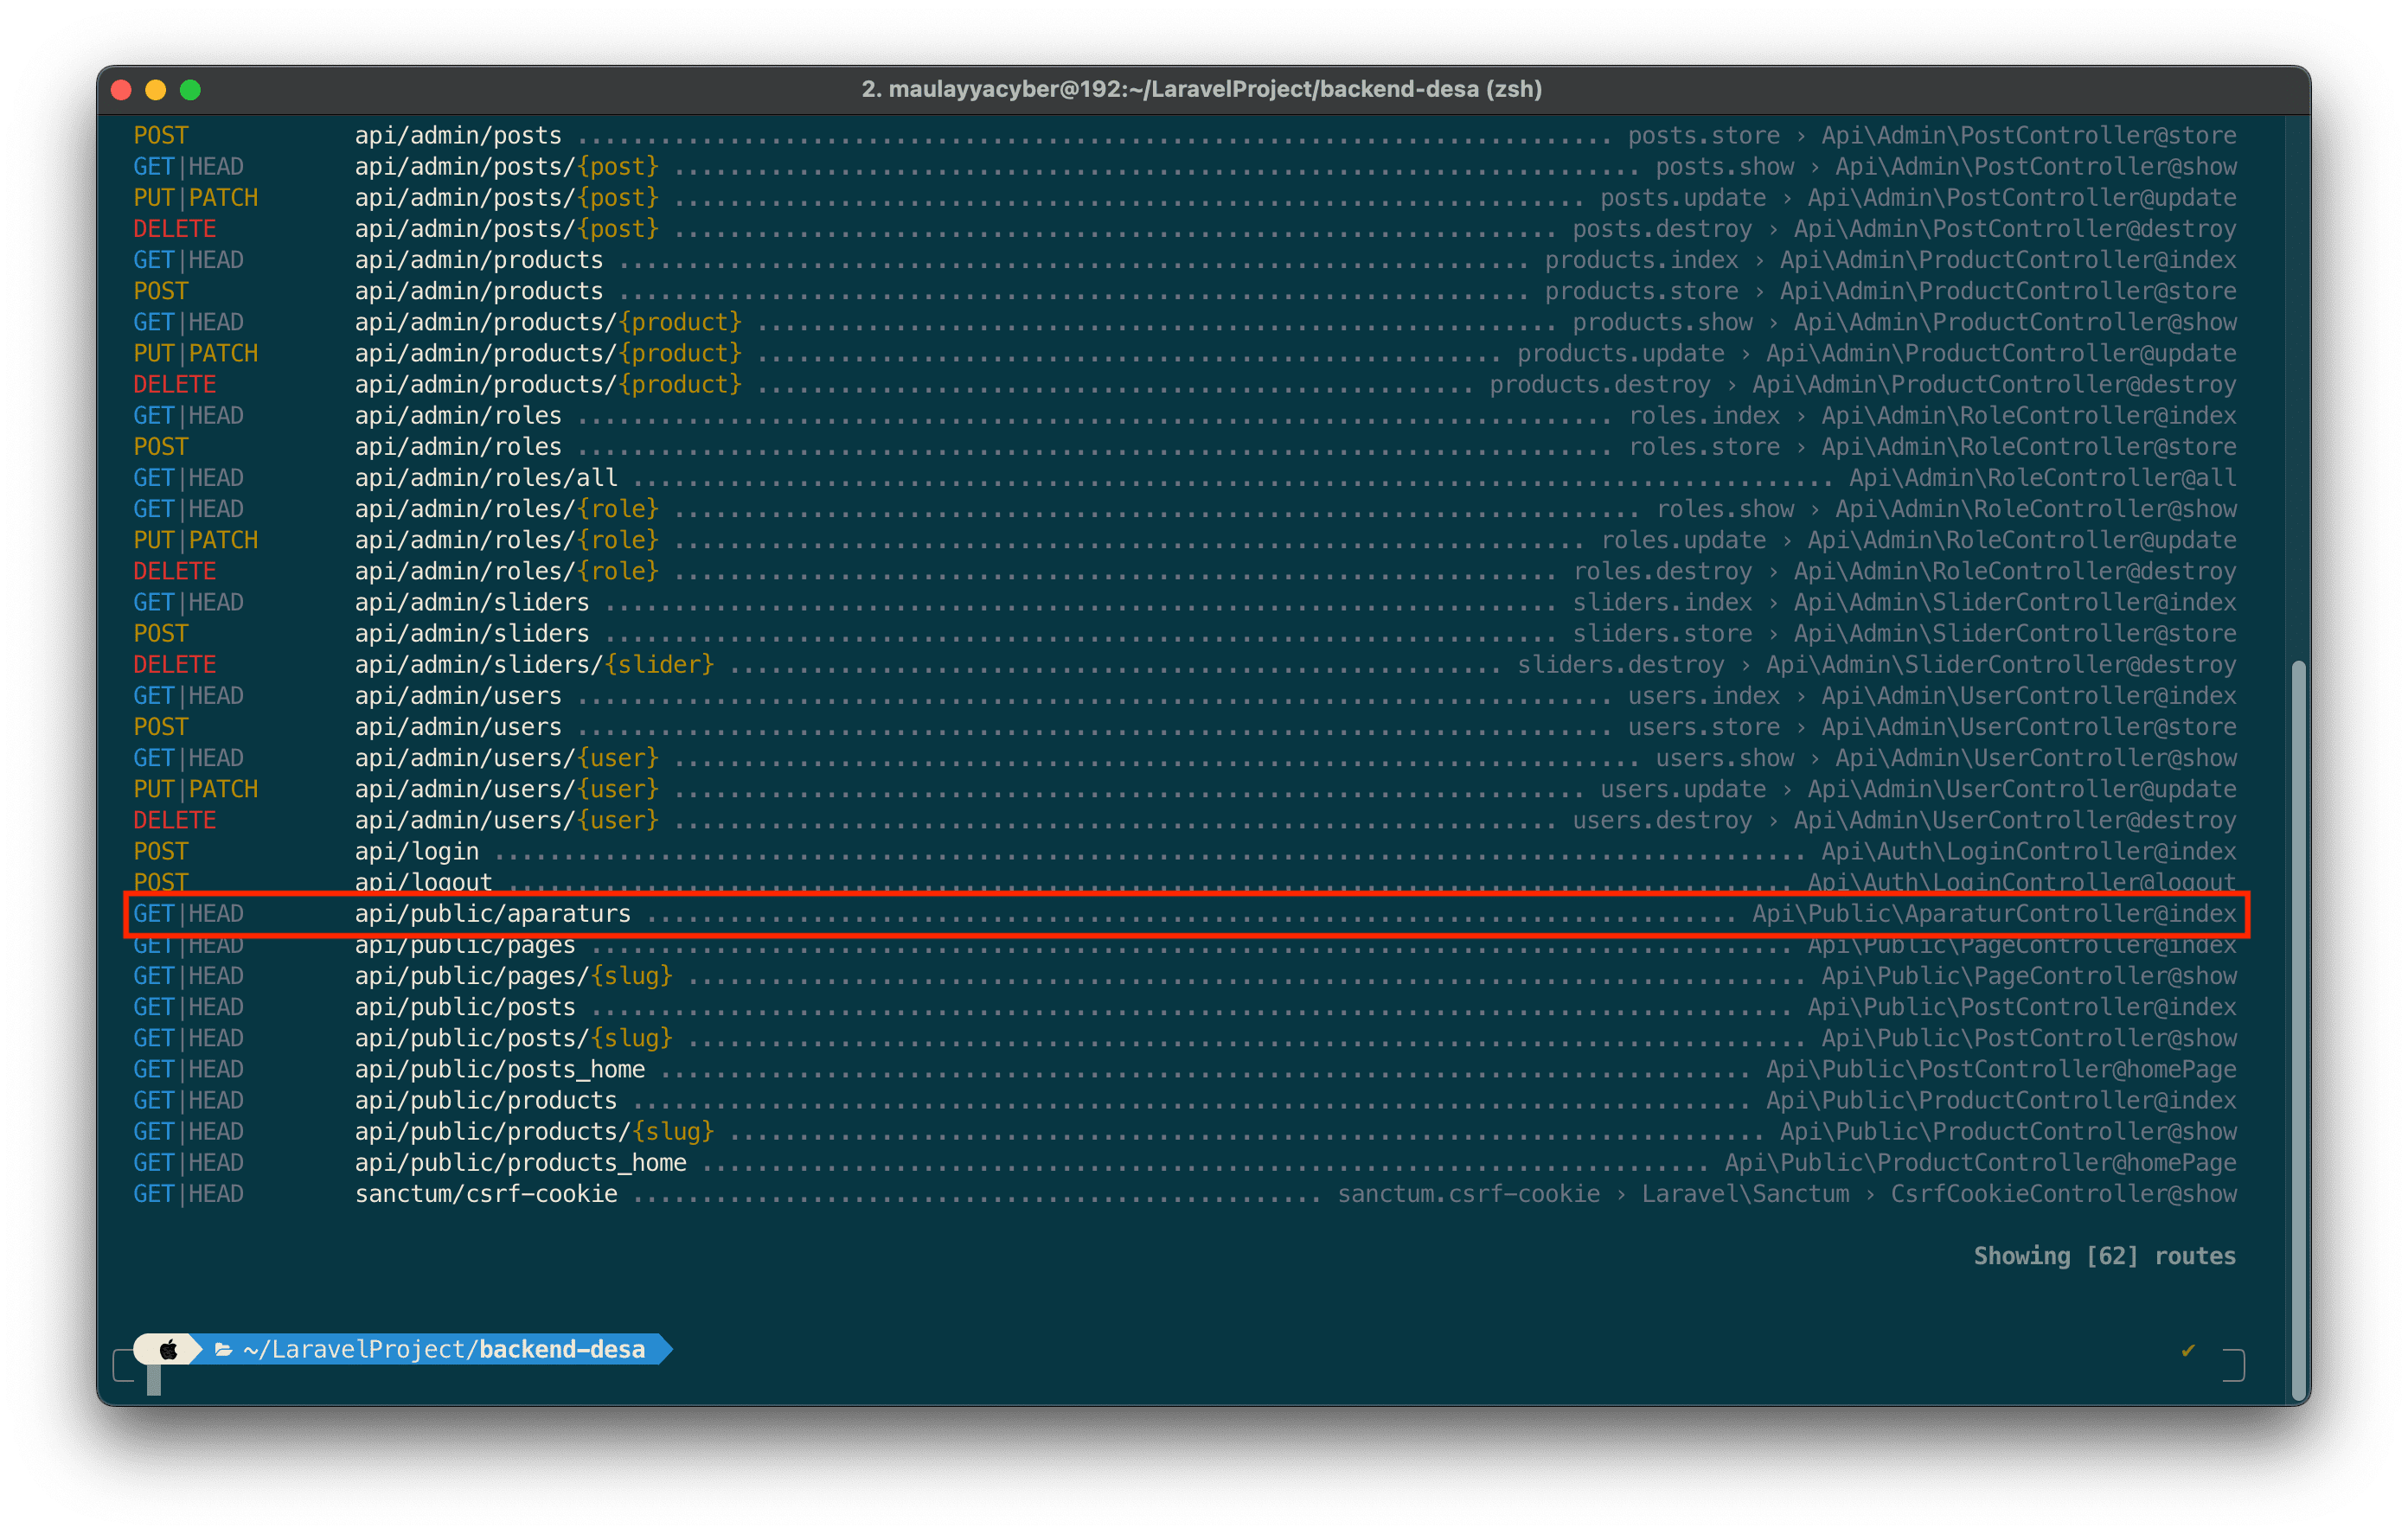 2. maulayyacyber@192:~/LaravelProject/backend-desa (zsh)
POST api/admin/posts ........................................................................... posts.store › Api\Admin\PostController@store
GET|HEAD api/admin/posts/{post} ...................................................................... posts.show › Api\Admin\PostController@show
PUT|PATCH api/admin/posts/{post} .................................................................. posts.update › Api\Admin\PostController@update
DELETE api/admin/posts/{post} ................................................................ posts.destroy › Api\Admin\PostController@destroy
GET|HEAD api/admin/products .................................................................. products.index › Api\Admin\ProductController@index
POST api/admin/products .................................................................. products.store › Api\Admin\ProductController@store
GET|HEAD api/admin/products/{product} .......................................................... products.show › Api\Admin\ProductController@show
PUT|PATCH api/admin/products/{product} ...................................................... products.update › Api\Admin\ProductController@update
DELETE api/admin/products/{product} .................................................... products.destroy › Api\Admin\ProductController@destroy
GET|HEAD api/admin/roles ........................................................................... roles.index › Api\Admin\RoleController@index
POST api/admin/roles ........................................................................... roles.store › Api\Admin\RoleController@store
GET|HEAD api/admin/roles/all ....................................................................................... Api\Admin\RoleController@all
GET|HEAD api/admin/roles/{role} ...................................................................... roles.show › Api\Admin\RoleController@show
PUT|PATCH api/admin/roles/{role} .................................................................. roles.update › Api\Admin\RoleController@update
DELETE api/admin/roles/{role} ................................................................ roles.destroy › Api\Admin\RoleController@destroy
GET|HEAD api/admin/sliders ..................................................................... sliders.index › Api\Admin\SliderController@index
POST api/admin/sliders ..................................................................... sliders.store › Api\Admin\SliderController@store
DELETE api/admin/sliders/{slider} ........................................................ sliders.destroy › Api\Admin\SliderController@destroy
GET|HEAD api/admin/users ........................................................................... users.index › Api\Admin\UserController@index
POST api/admin/users ........................................................................... users.store › Api\Admin\UserController@store
GET|HEAD api/admin/users/{user} ...................................................................... users.show › Api\Admin\UserController@show
PUT|PATCH api/admin/users/{user} .................................................................. users.update › Api\Admin\UserController@update
DELETE api/admin/users/{user} ................................................................ users.destroy › Api\Admin\UserController@destroy
POST api/login ............................................................................................... Api\Auth\LoginController@index
POST api/logout ............................................................................................. Api\Auth\LoginController@logout
GET|HEAD api/public/aparaturs ............................................................................... Api\Public\AparaturController@index
GET|HEAD api/public/pages ....................................................................................... Api\Public\PageController@index
GET|HEAD api/public/pages/{slug} ................................................................................. Api\Public\PageController@show
GET|HEAD api/public/posts ....................................................................................... Api\Public\PostController@index
GET|HEAD api/public/posts/{slug} ................................................................................. Api\Public\PostController@show
GET|HEAD api/public/posts_home ............................................................................... Api\Public\PostController@homePage
GET|HEAD api/public/products ................................................................................. Api\Public\ProductController@index
GET|HEAD api/public/products/{slug} ........................................................................... Api\Public\ProductController@show
GET|HEAD api/public/products_home ......................................................................... Api\Public\ProductController@homePage
GET|HEAD sanctum/csrf-cookie .................................................. sanctum.csrf-cookie › Laravel\Sanctum › CsrfCookieController@show
Showing [62] routes
~/LaravelProject/backend-desa ✔